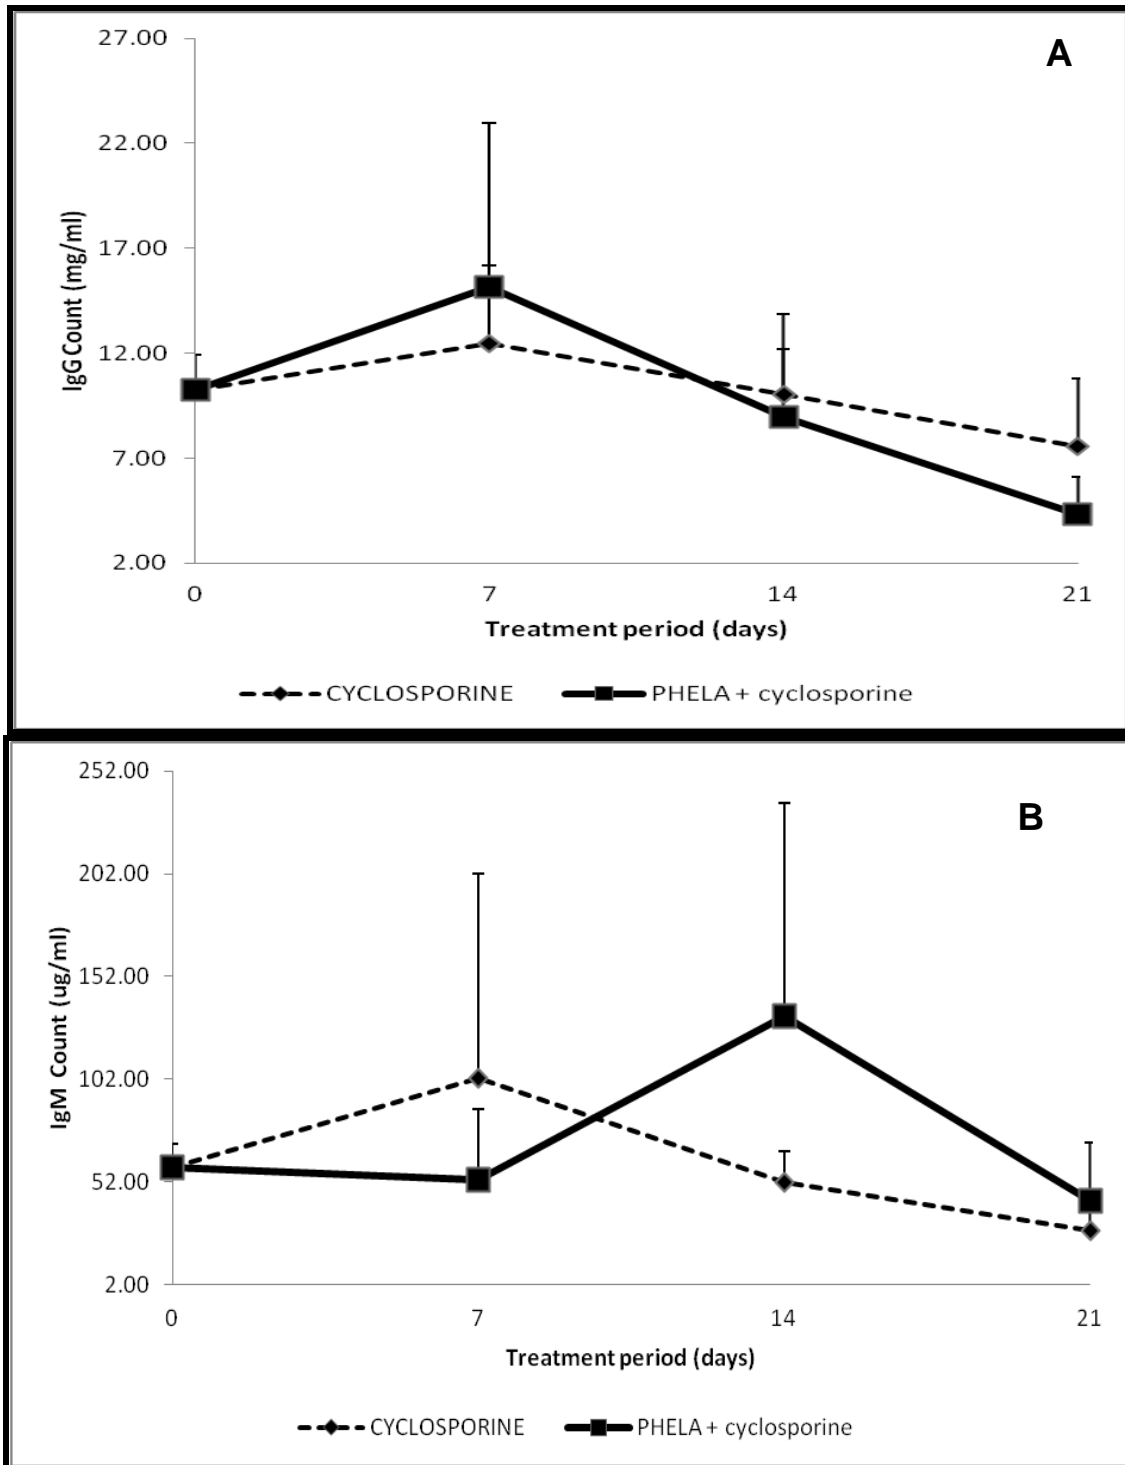 A
27.00
22.00
17.00
12.00
7.00
2.00
IgG Count (mg/ml)
0 7 14 21
Treatment period (days)
CYCLOSPORINE PHELA + cyclosporine
B
252.00
202.00
152.00
102.00
52.00
2.00
IgM Count (ug/ml)
0 7 14 21
Treatment period (days)
CYCLOSPORINE PHELA + cyclosporine